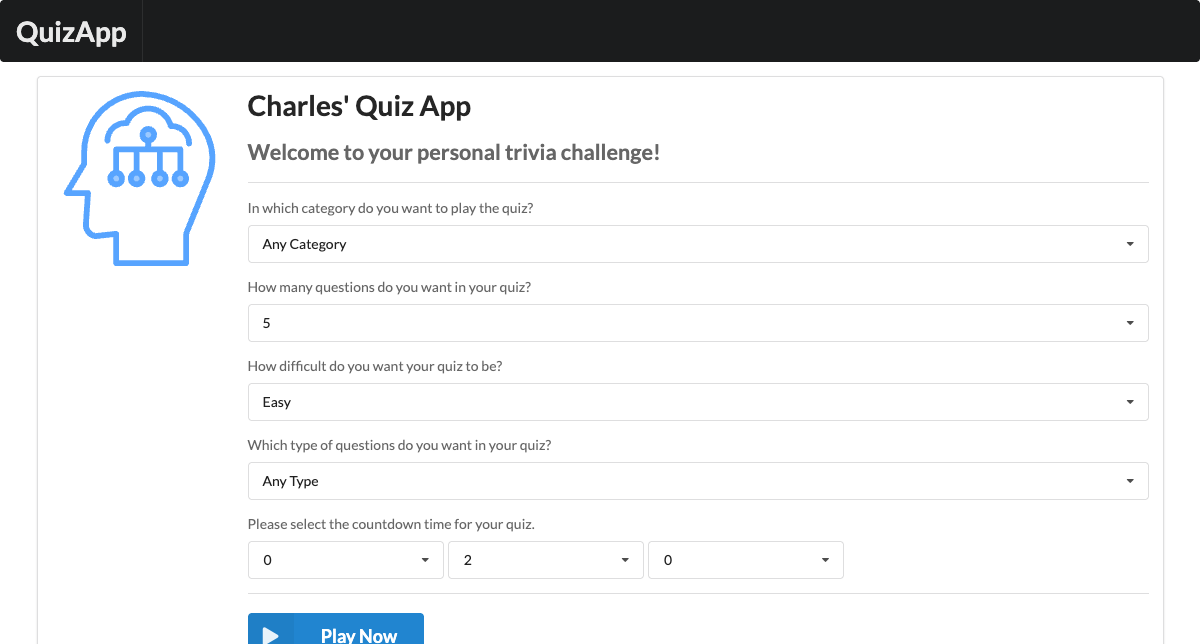 QuizApp
Charles' Quiz App
Welcome to your personal trivia challenge!
In which category do you want to play the quiz?
Any Category
How many questions do you want in your quiz?
5
How difficult do you want your quiz to be?
Easy
Which type of questions do you want in your quiz?
Any Type
Please select the countdown time for your quiz.
0 2 0
Play Now